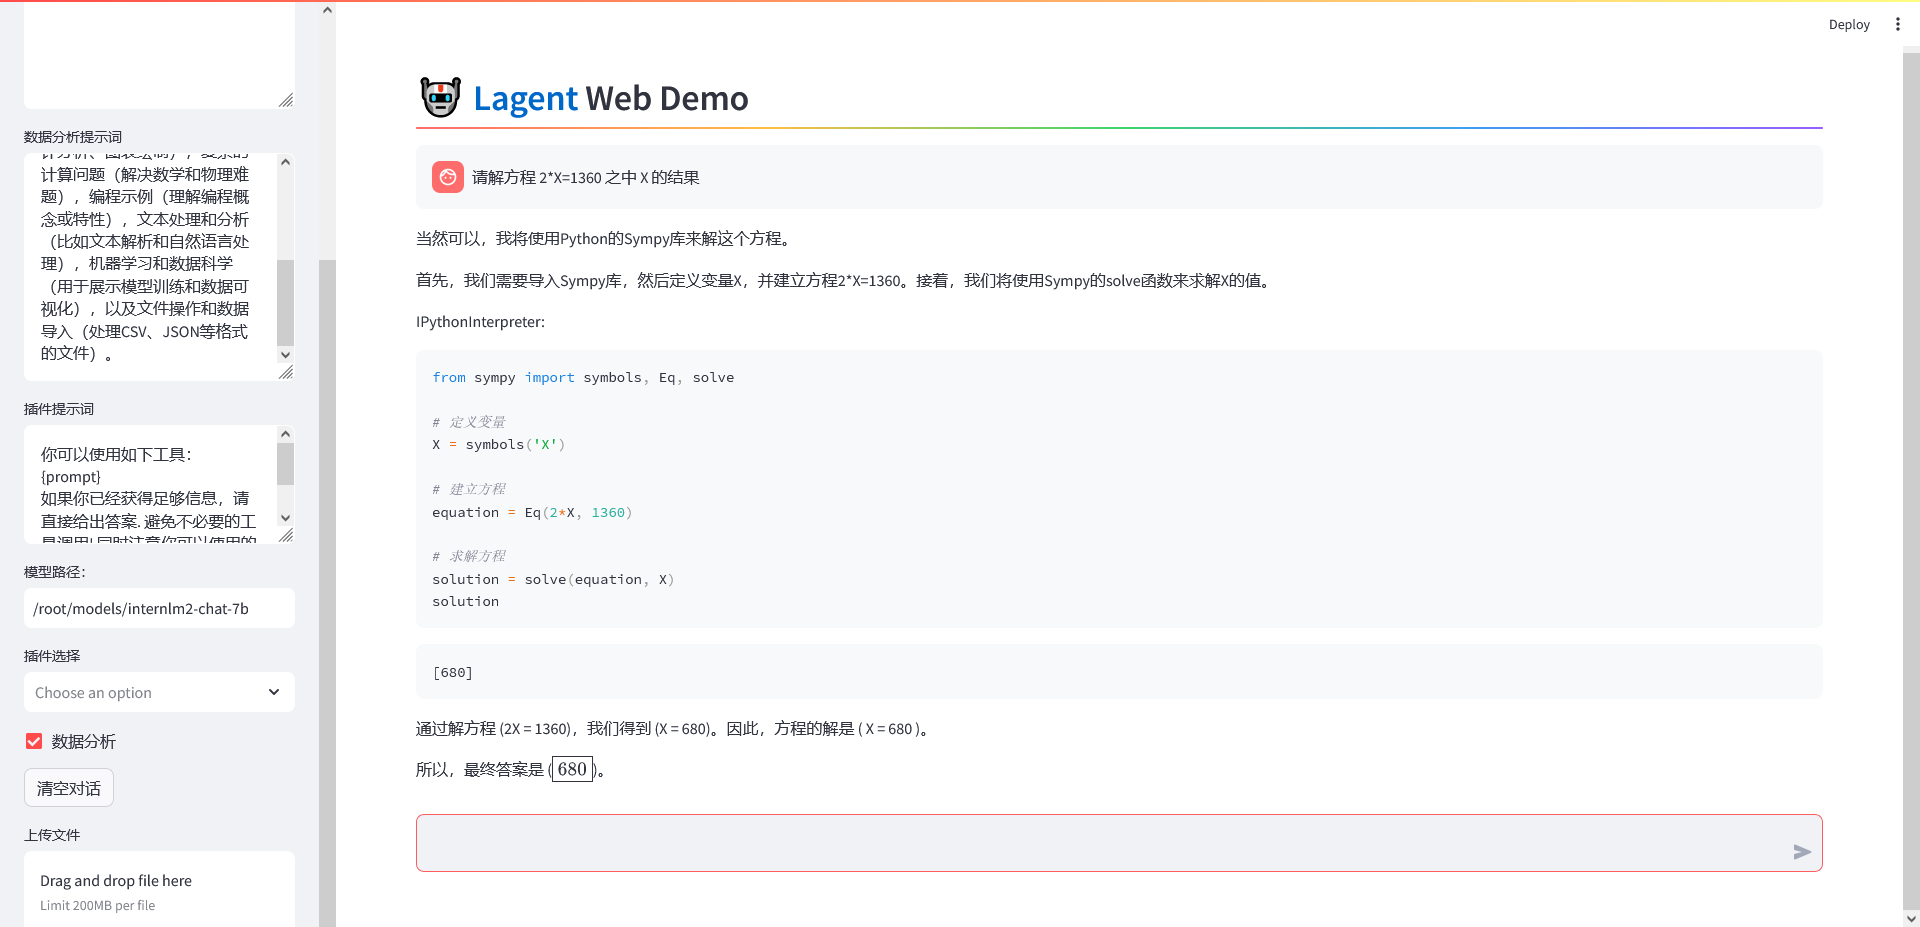 Deploy
数据分析提示词
计算问题（解决数学和物理难
题），编程示例（理解编程概
念或特性），文本处理和分析
（比如文本解析和自然语言处
理），机器学习和数据科学
（用于展示模型训练和数据可
视化），以及文件操作和数据
导入（处理CSV、JSON等格式
的文件）。
插件提示词
你可以使用如下工具：
{prompt}
如果你已经获得足够信息，请
直接给出答案. 避免不必要的工
具调用! 同时注意你可以使用的
模型路径：
/root/models/internlm2-chat-7b
插件选择
Choose an option
数据分析
清空对话
上传文件
Drag and drop file here
Limit 200MB per file
Lagent Web Demo
请解方程 2*X=1360 之中 X 的结果
当然可以，我将使用Python的Sympy库来解这个方程。
首先，我们需要导入Sympy库，然后定义变量X，并建立方程2*X=1360。接着，我们将使用Sympy的solve函数来求解X的值。
IPythonInterpreter:
from sympy import symbols, Eq, solve
# 定义变量
X = symbols('X')
# 建立方程
equation = Eq(2*X, 1360)
# 求解方程
solution = solve(equation, X)
solution
[680]
通过解方程 (2X = 1360)，我们得到 (X = 680)。因此，方程的解是 ( X = 680 )。
所以，最终答案是 (680)。